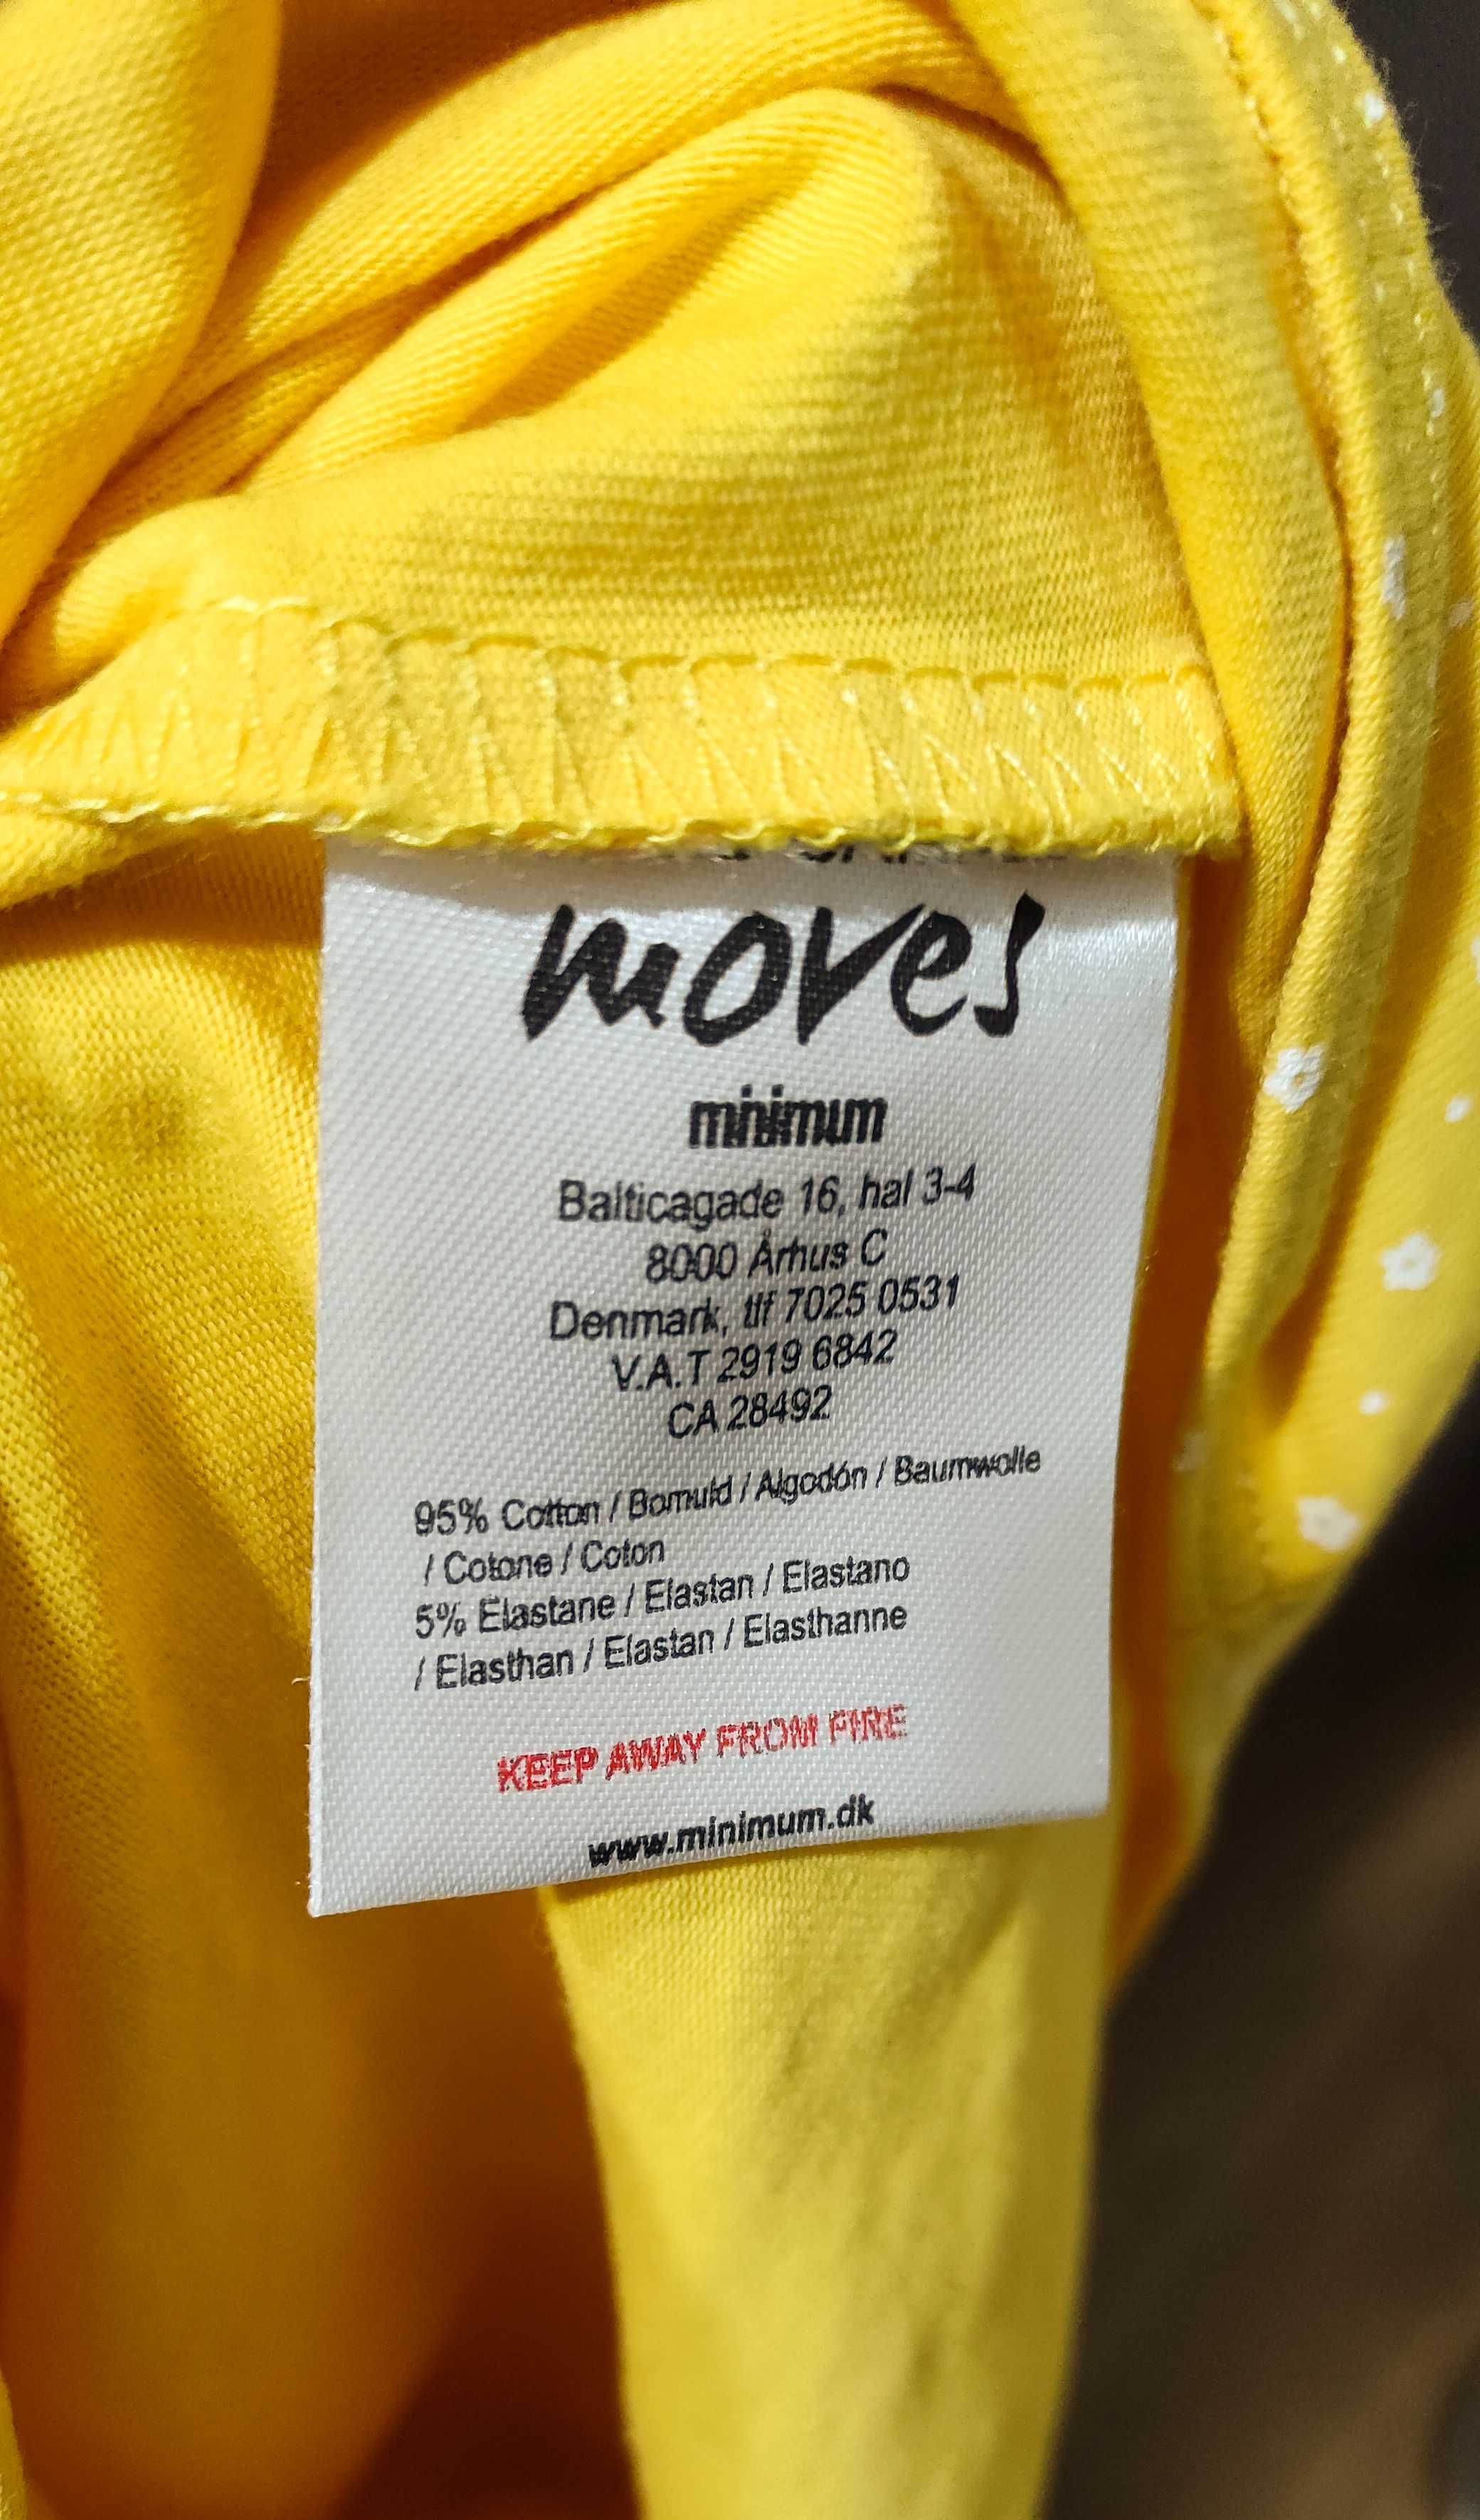 moves
minimum
Balticagade 16, hal 3-4
8000 Århus C
Denmark, tlf 7025 0531
V.A.T 2919 6842
CA 28492
95% Cotton / Bomuld / Algodón / Baumwolle
/ Cotone / Coton
5% Elastane / Elastan / Elastano
/ Elasthan / Elastan / Elasthanne
KEEP AWAY FROM FIRE
www.minimum.dk